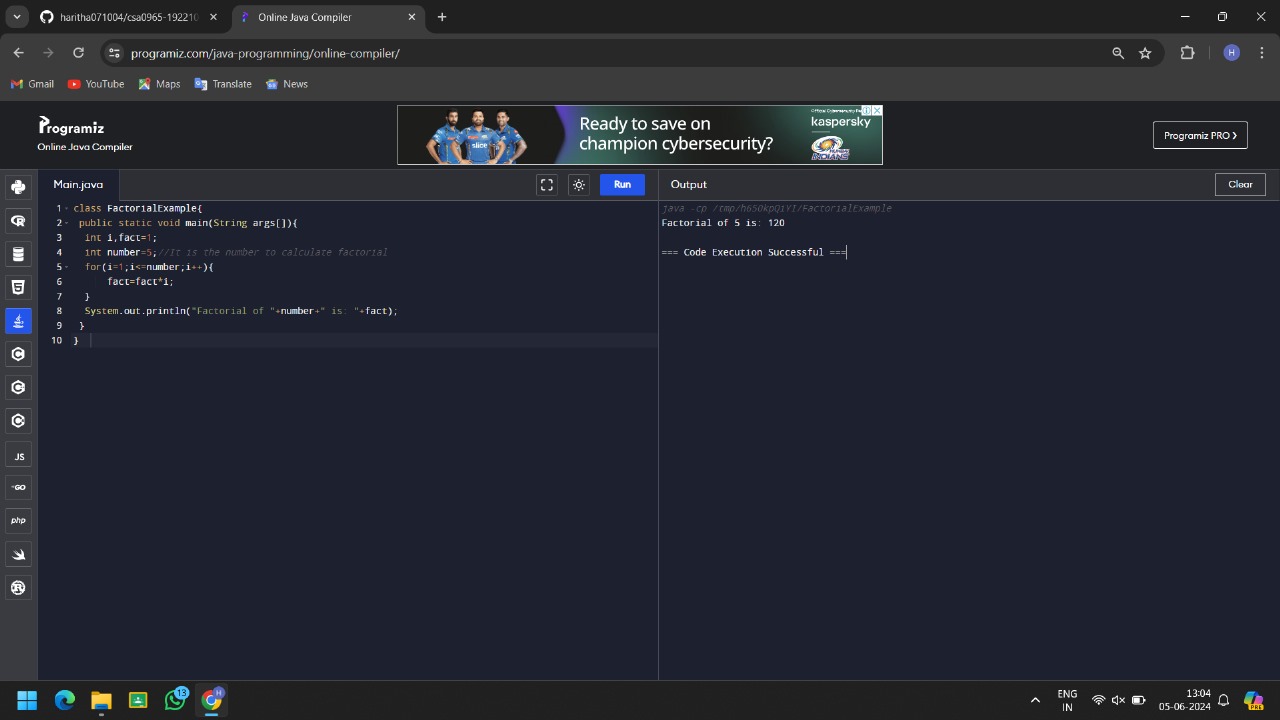 haritha071004/csa0965-192210
Online Java Compiler
programiz.com/java-programming/online-compiler/
H
Gmail
YouTube
Maps
Translate
News
Programiz
Online Java Compiler
slice
Ready to save on
champion cybersecurity?
kaspersky
INDIANS
Programiz PRO
Main.java
Run
Output
Clear
1 class FactorialExample{
2 public static void main(String args[]){
3 int i,fact=1;
4 int number=5;//It is the number to calculate factorial
5 for(i=1;i<=number;i++){
6 fact=fact*i;
7 }
8 System.out.println("Factorial of "+number+" is: "+fact);
9 }
10 }
java -cp /tmp/h65OkpQiYI/FactorialExample
Factorial of 5 is: 120
=== Code Execution Successful ===
JS
GO
php
13
H
ENG
IN
13:04
05-06-2024
PRE